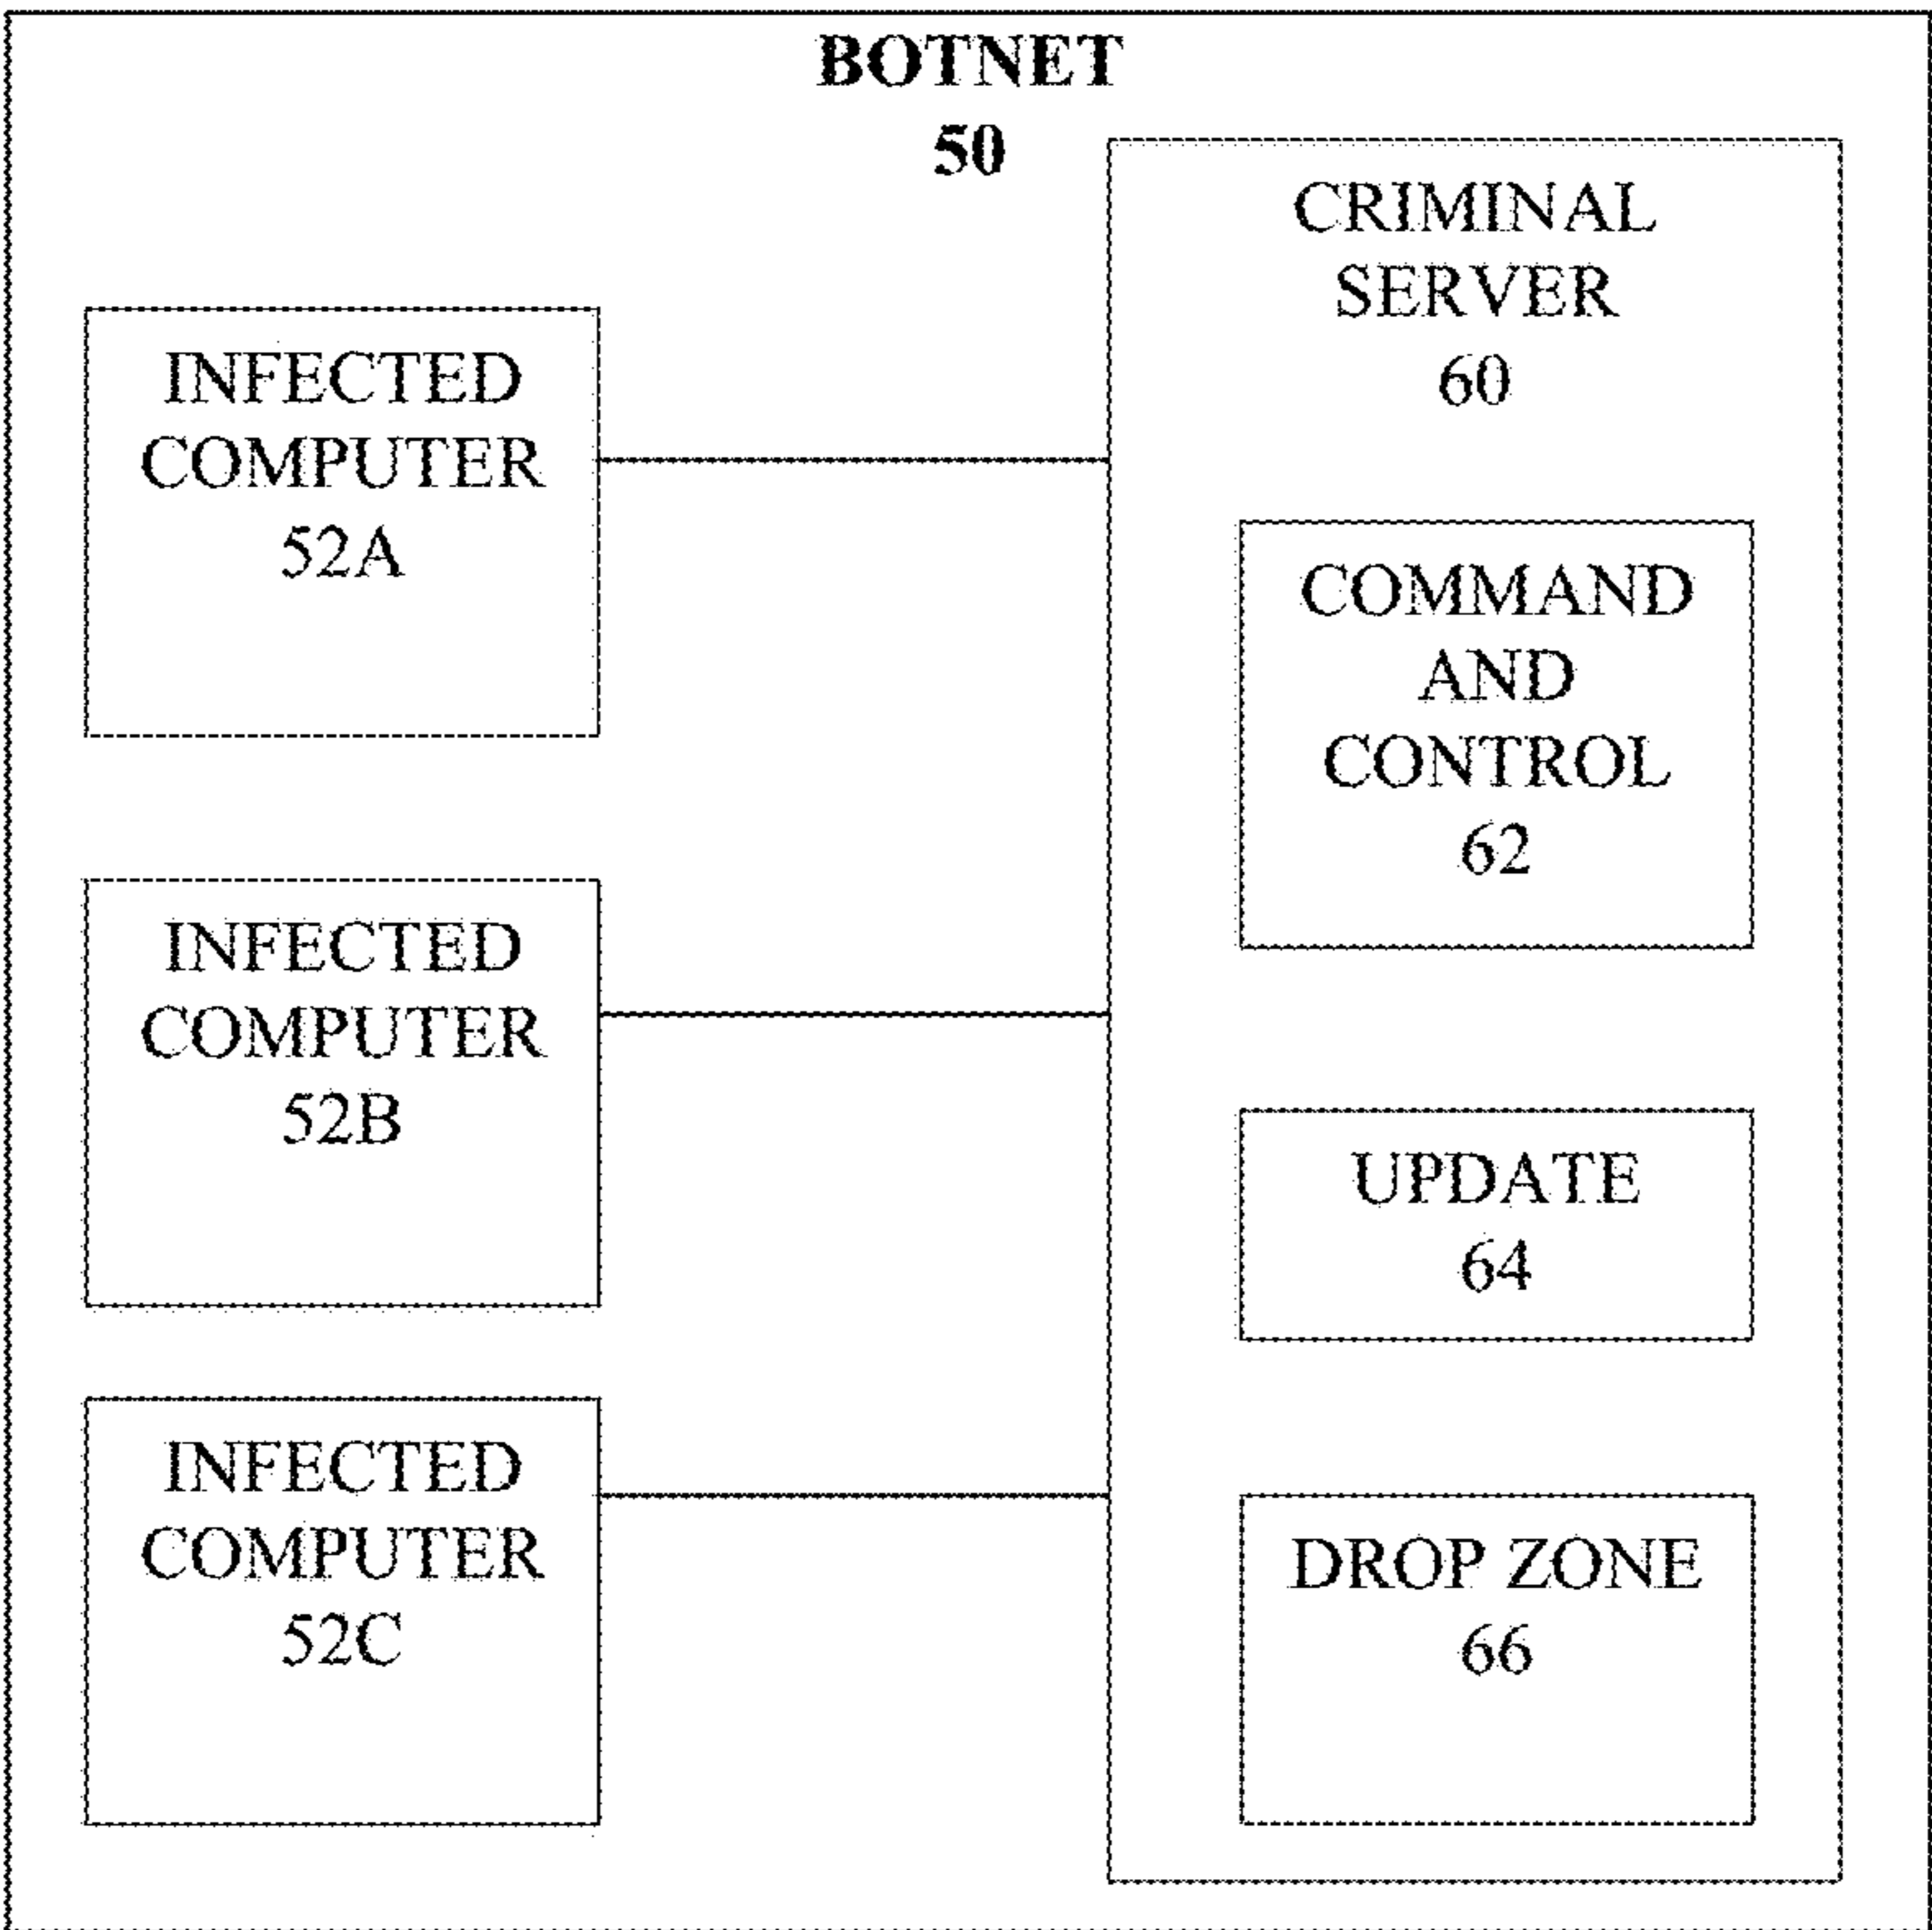 BOTNET
50
INFECTED
COMPUTER
52A
INFECTED
COMPUTER
52B
INFECTED
COMPUTER
52C
CRIMINAL
SERVER
60
COMMAND
AND
CONTROL
62
UPDATE
64
DROP ZONE
66